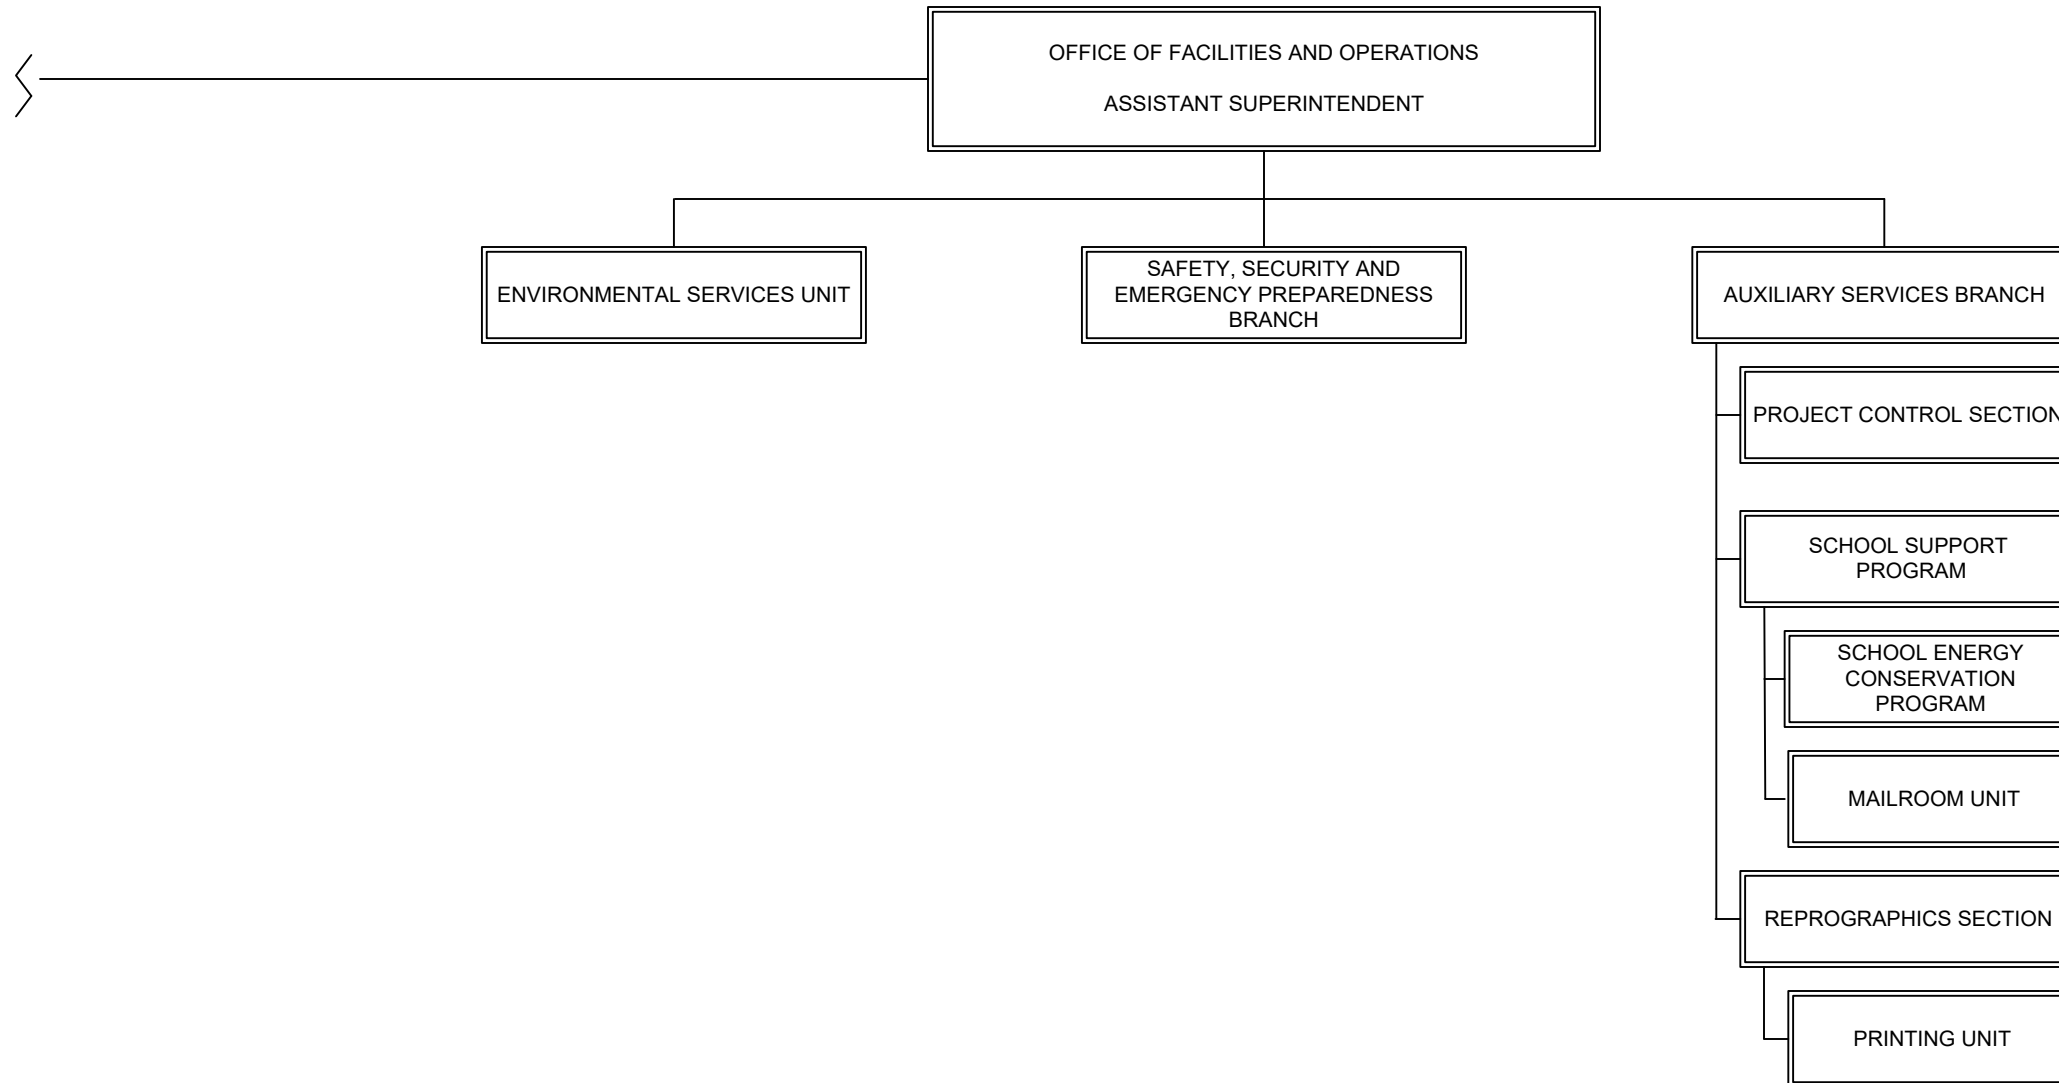 OFFICE OF FACILITIES AND OPERATIONS
ASSISTANT SUPERINTENDENT
ENVIRONMENTAL SERVICES UNIT
SAFETY, SECURITY AND
EMERGENCY PREPAREDNESS
BRANCH
AUXILIARY SERVICES BRANCH
PROJECT CONTROL SECTION
SCHOOL SUPPORT
PROGRAM
SCHOOL ENERGY
CONSERVATION
PROGRAM
MAILROOM UNIT
REPROGRAPHICS SECTION
PRINTING UNIT